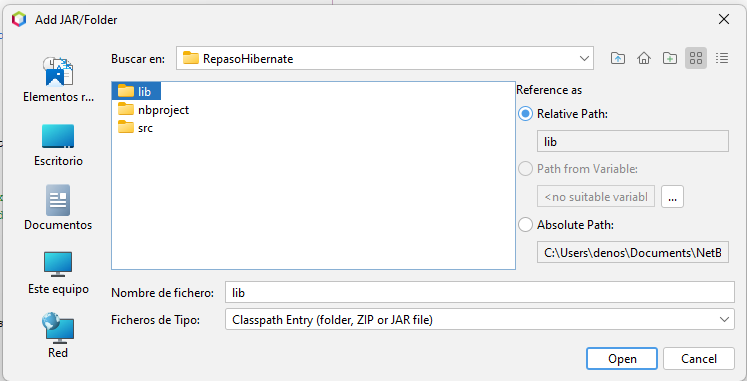 Add JAR/Folder
Buscar en:
RepasoHibernate
Elementos r...
Escritorio
Documentos
Este equipo
Red
lib
nbproject
src
Reference as
Relative Path:
lib
Path from Variable:
<no suitable variabl
...
Absolute Path:
C:\Users\denos\Documents\NetB
Nombre de fichero:
lib
Ficheros de Tipo:
Classpath Entry (folder, ZIP or JAR file)
Open
Cancel